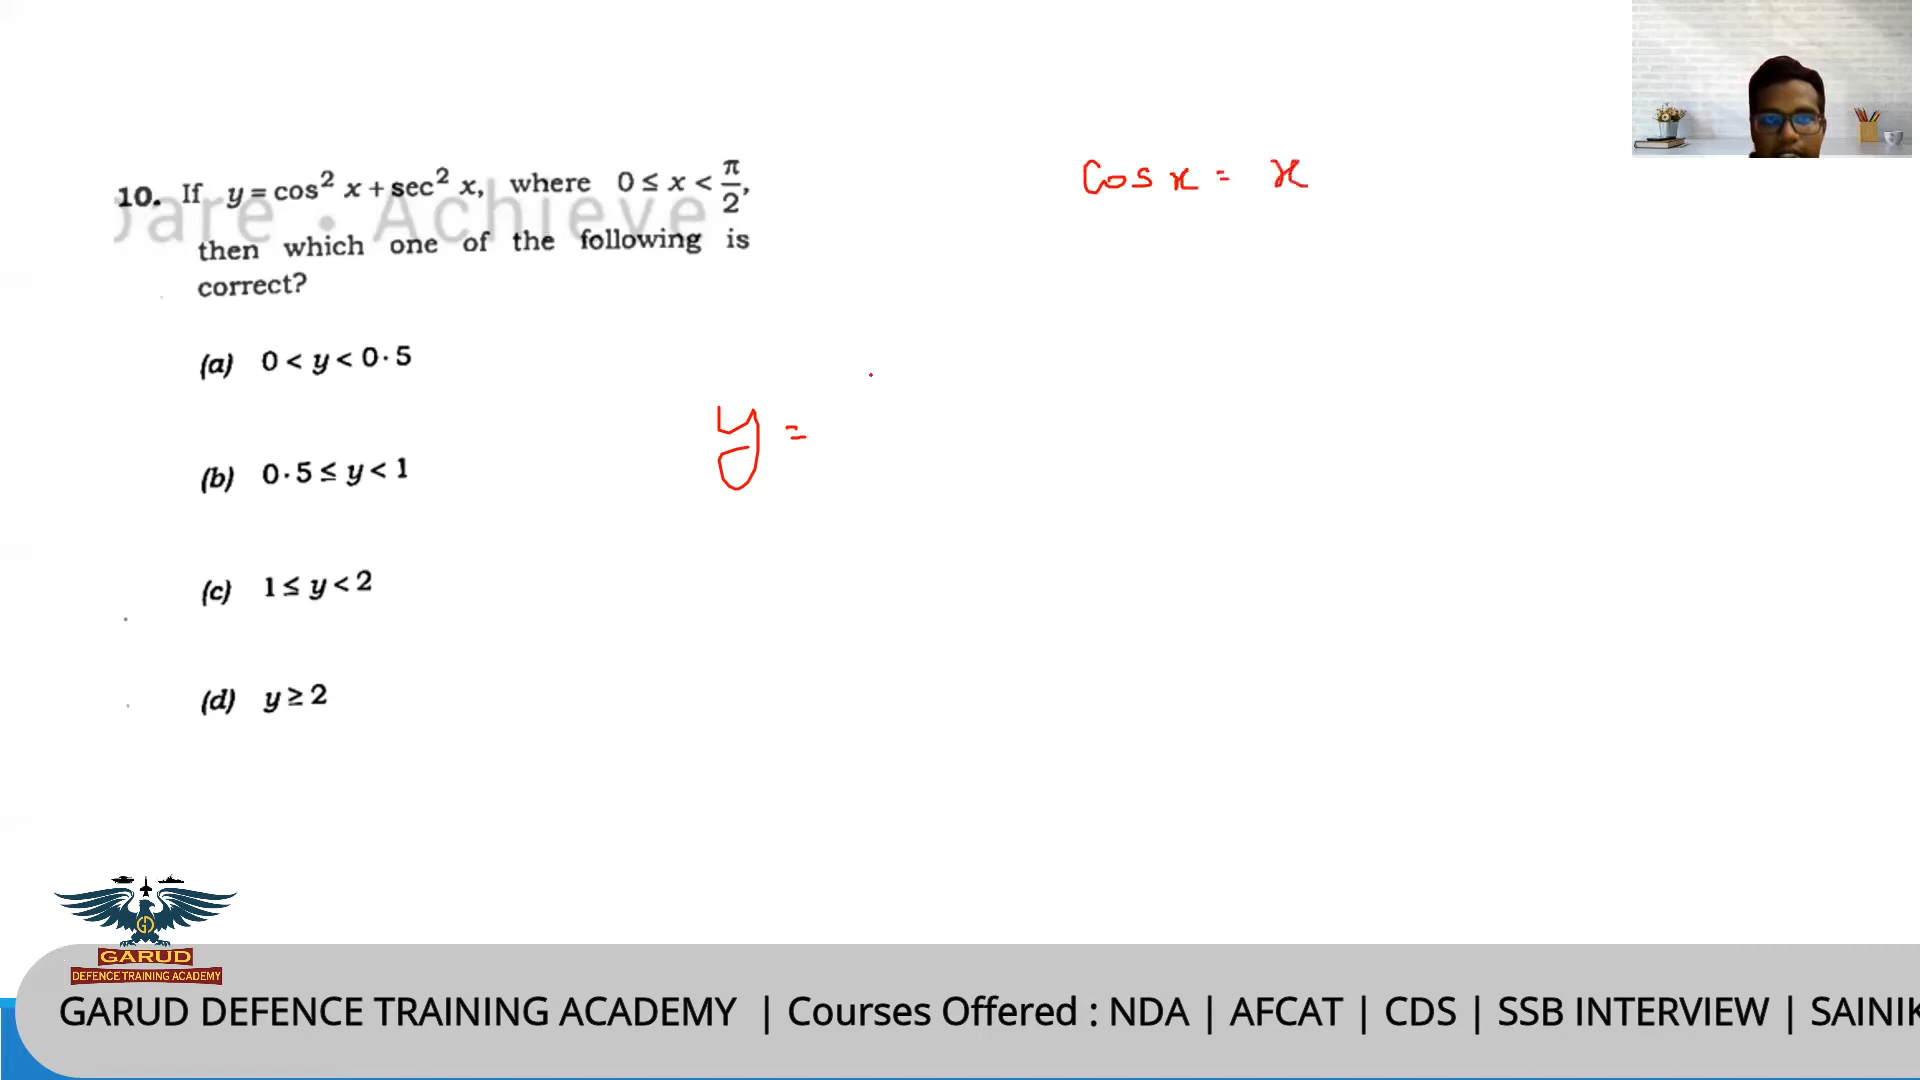 10. If y = cos² x + sec² x, where 0 ≤ x < π/2,
then which one of the following is
correct?
(a) 0 < y < 0·5
(b) 0·5 ≤ y < 1
(c) 1 ≤ y < 2
(d) y ≥ 2
Cos x = x
y =
Dare • Achieve
GARUD
DEFENCE TRAINING ACADEMY
GARUD DEFENCE TRAINING ACADEMY | Courses Offered : NDA | AFCAT | CDS | SSB INTERVIEW | SAINIK